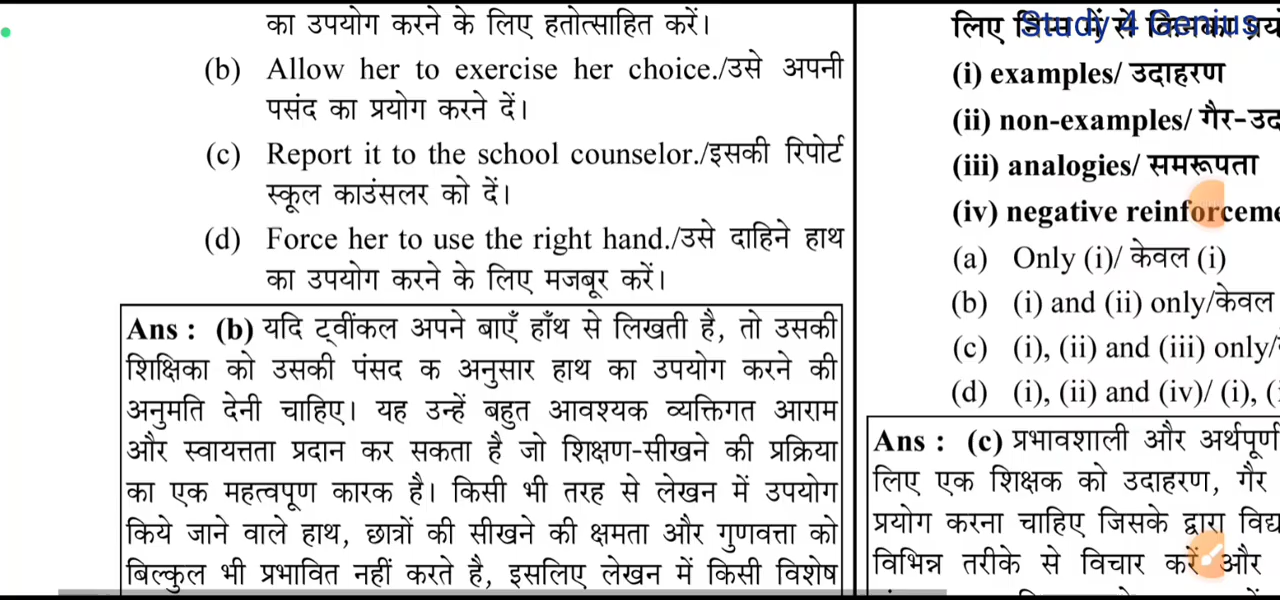 का उपयोग करने के लिए हतोत्साहित करें।
(b) Allow her to exercise her choice./उसे अपनी
पसंद का प्रयोग करने दें।
(c) Report it to the school counselor./इसकी रिपोर्ट
स्कूल काउंसलर को दें।
(d) Force her to use the right hand./उसे दाहिने हाथ
का उपयोग करने के लिए मजबूर करें।
Ans : (b) यदि ट्वींकल अपने बाएँ हाँथ से लिखती है, तो उसकी
शिक्षिका को उसकी पंसद क अनुसार हाथ का उपयोग करने की
अनुमति देनी चाहिए। यह उन्हें बहुत आवश्यक व्यक्तिगत आराम
और स्वायत्तता प्रदान कर सकता है जो शिक्षण-सीखने की प्रक्रिया
का एक महत्वपूर्ण कारक है। किसी भी तरह से लेखन में उपयोग
किये जाने वाले हाथ, छात्रों की सीखने की क्षमता और गुणवत्ता को
बिल्कुल भी प्रभावित नहीं करते है, इसलिए लेखन में किसी विशेष
Study 4 Genius
लिए में से
(i) examples/ उदाहरण
(ii) non-examples/ गैर-उद
(iii) analogies/ समरूपता
(iv) negative reinforceme
(a) Only (i)/ केवल (i)
(b) (i) and (ii) only/केवल
(c) (i), (ii) and (iii) only/
(d) (i), (ii) and (iv)/ (i), (
Ans : (c) प्रभावशाली और अर्थपूर्ण
लिए एक शिक्षक को उदाहरण, गैर
प्रयोग करना चाहिए जिसके द्वारा विद्य
विभिन्न तरीके से विचार करें और